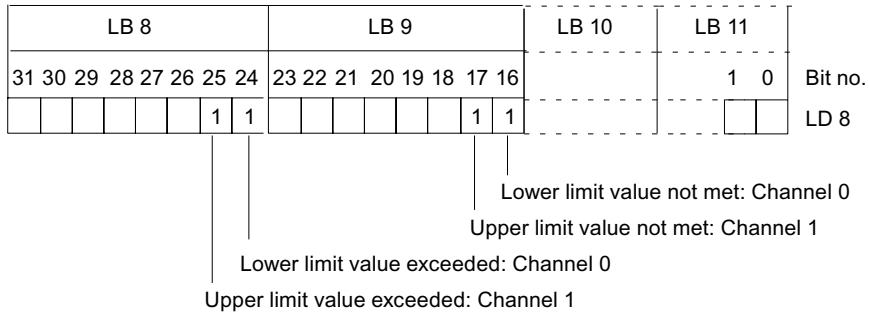 LB 8 LB 9 LB 10 LB 11
31 30 29 28 27 26 25 24 23 22 21 20 19 18 17 16 1 0 Bit no.
1 1 1 1 LD 8
Lower limit value not met: Channel 0
Upper limit value not met: Channel 1
Lower limit value exceeded: Channel 0
Upper limit value exceeded: Channel 1